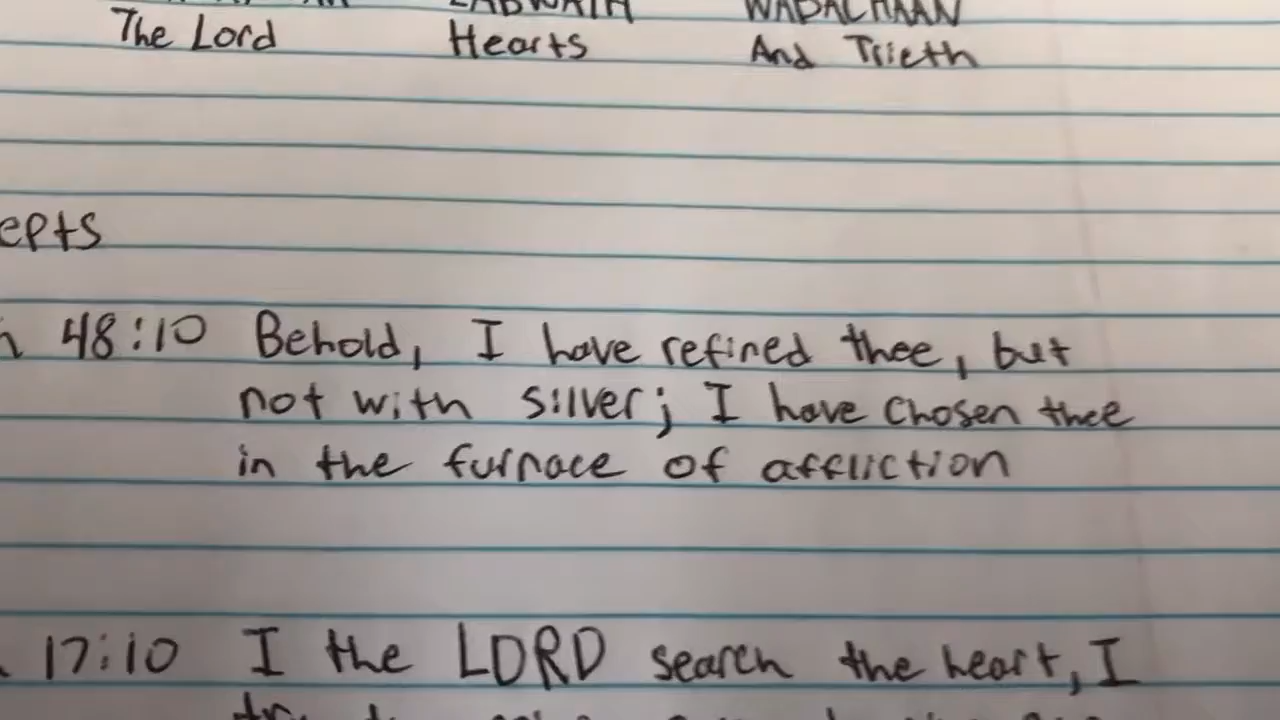 WABALCHAAN
The Lord Hearts And Trieth
epts
48:10 Behold, I have refined thee, but
not with silver; I have chosen thee
in the furnace of affliction
17:10 I the LORD search the heart, I